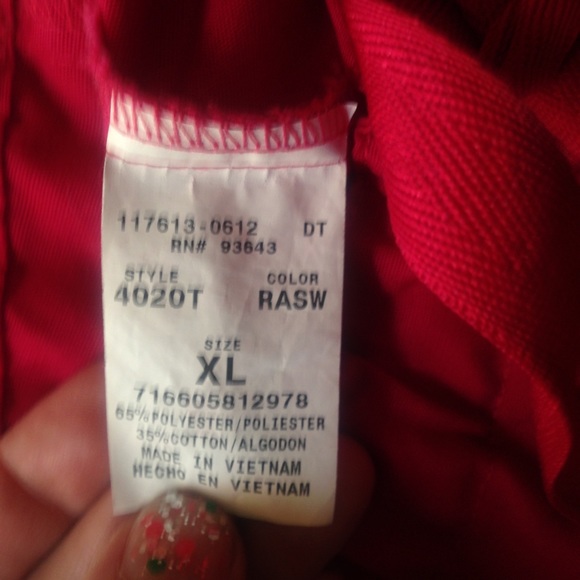 117613-0612 DT
RN# 93643
STYLE COLOR
4020T RASW
SIZE
XL
716605812978
65% POLYESTER/POLIESTER
35% COTTON/ALGODON
MADE IN VIETNAM
HECHO EN VIETNAM